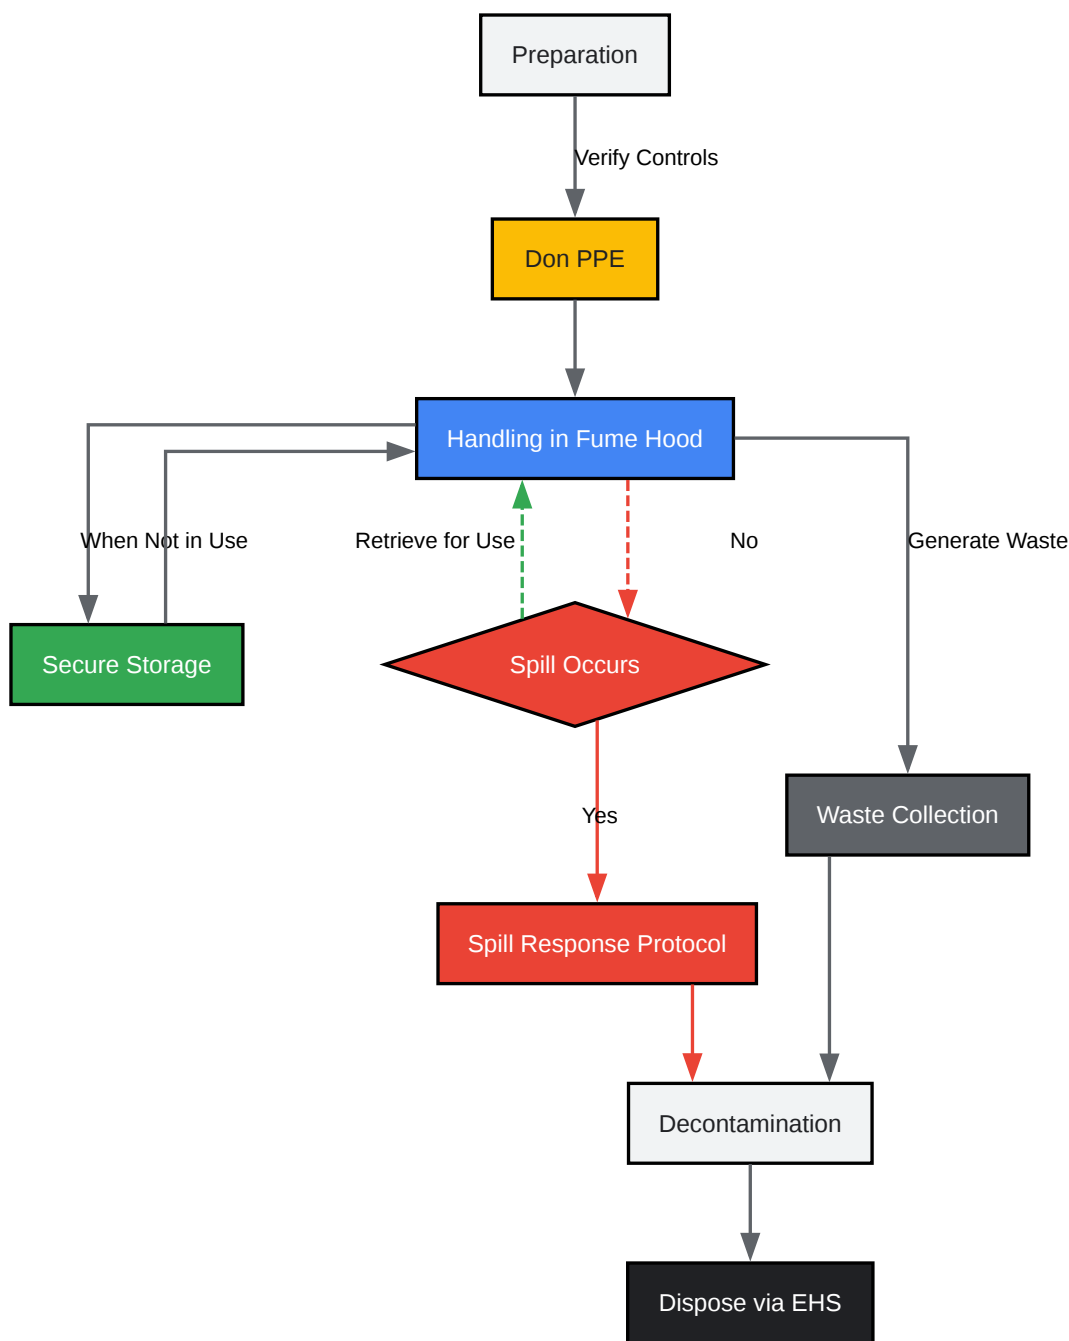 Preparation
Verify Controls
Don PPE
Handling in Fume Hood
When Not in Use
Retrieve for Use
No
Generate Waste
Secure Storage
Spill Occurs
Yes
Waste Collection
Spill Response Protocol
Decontamination
Dispose via EHS